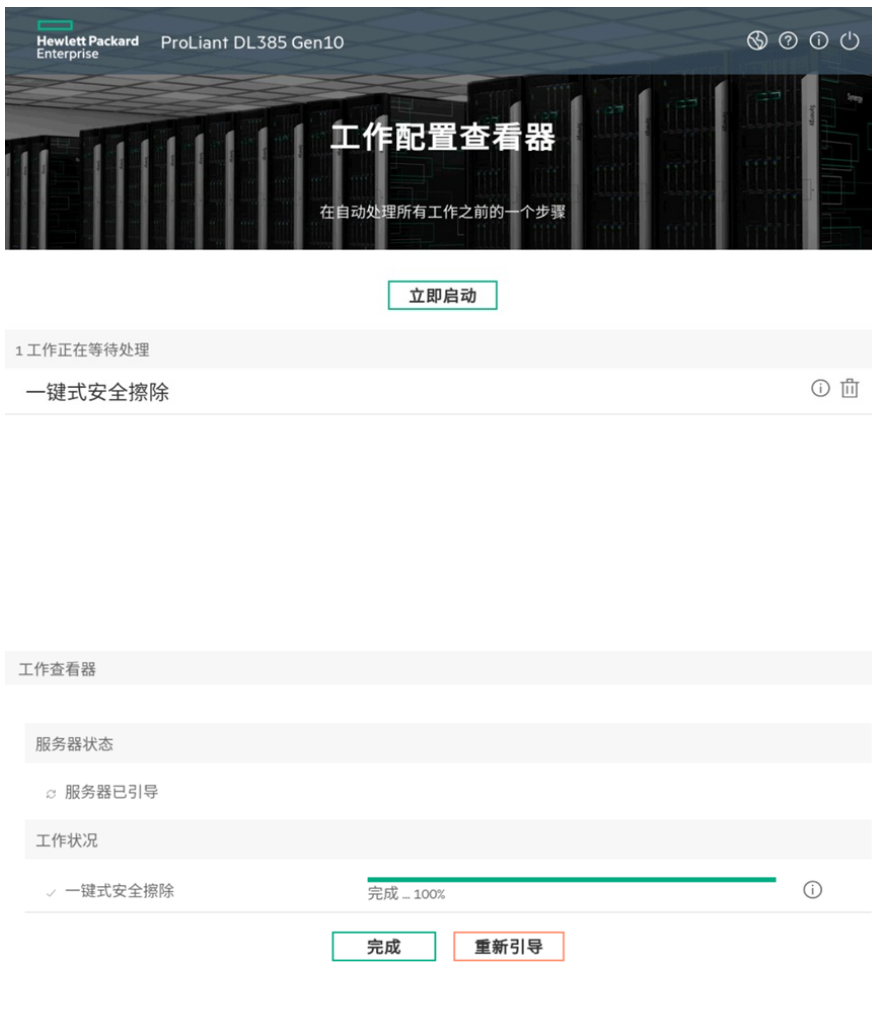 Hewlett Packard
Enterprise
ProLiant DL385 Gen10
工作配置查看器
在自动处理所有工作之前的一个步骤
立即启动
1 工作正在等待处理
一键式安全擦除
工作查看器
服务器状态
服务器已引导
工作状况
一键式安全擦除
完成 ... 100%
完成
重新引导